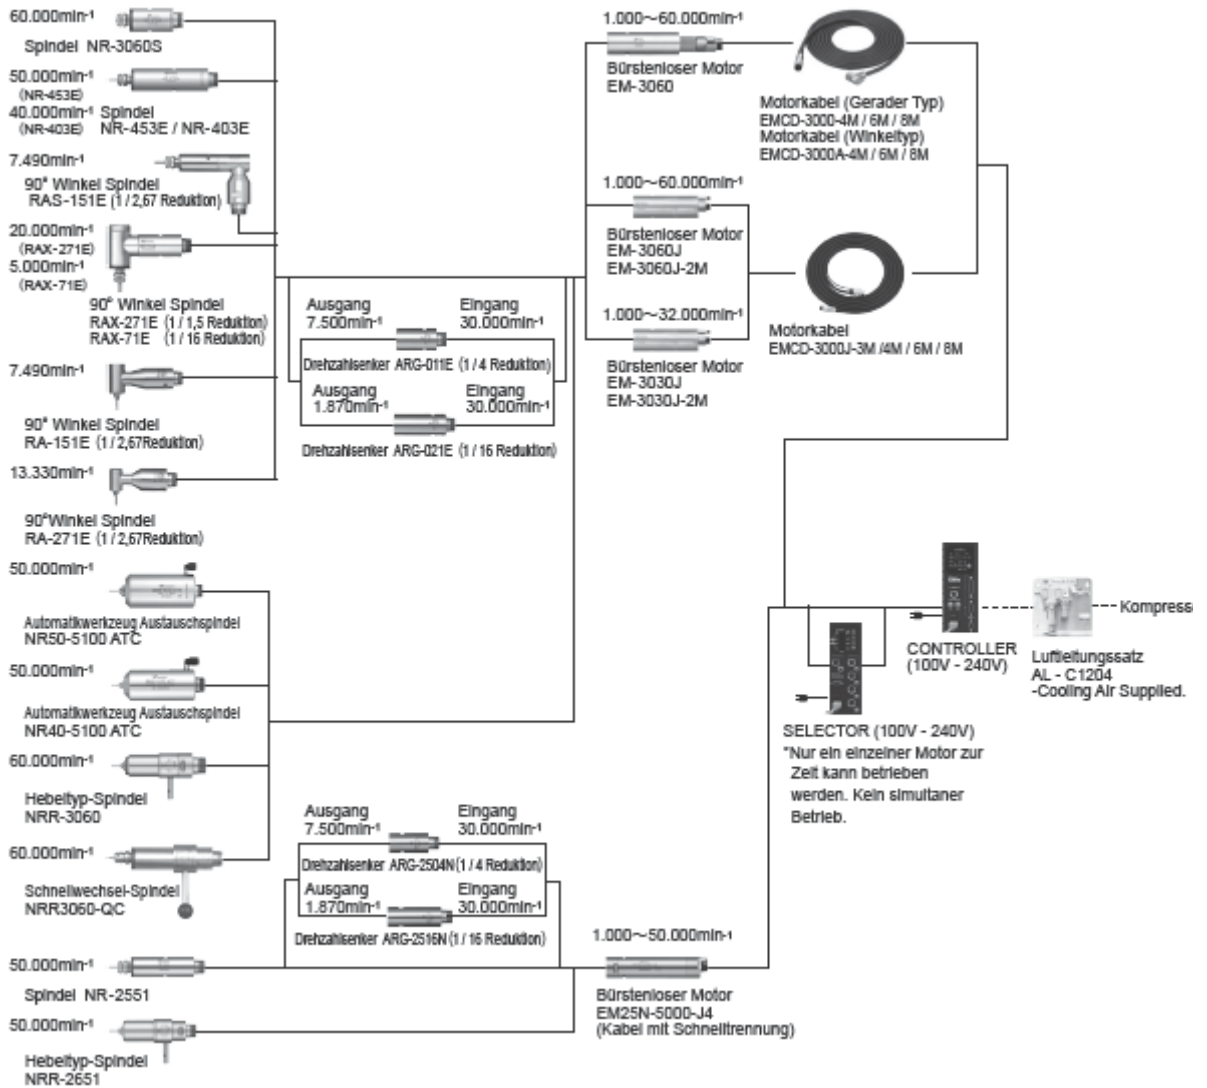 60.000min-1
Spindel NR-3060S
50.000min-1
(NR-453E)
40.000min-1 Spindel
(NR-403E) NR-453E / NR-403E
7.490min-1
90° Winkel Spindel
RAS-151E (1 / 2,67 Reduktion)
20.000min-1
(RAX-271E)
5.000min-1
(RAX-71E)
90° Winkel Spindel
RAX-271E (1 / 1,5 Reduktion)
RAX-71E (1 / 16 Reduktion)
7.490min-1
90° Winkel Spindel
RA-151E (1 / 2,67Reduktion)
13.330min-1
90°Winkel Spindel
RA-271E (1 / 2,67Reduktion)
50.000min-1
Automatikwerkzeug Austauschspindel
NR50-5100 ATC
50.000min-1
Automatikwerkzeug Austauschspindel
NR40-5100 ATC
60.000min-1
Hebeltyp-Spindel
NRR-3060
60.000min-1
Schnellwechsel-Spindel
NRR3060-QC
50.000min-1
Spindel NR-2551
50.000min-1
Hebeltyp-Spindel
NRR-2651
Ausgang Eingang
7.500min-1 30.000min-1
Drehzahlsenker ARG-011E (1 / 4 Reduktion)
Ausgang Eingang
1.870min-1 30.000min-1
Drehzahlsenker ARG-021E (1 / 16 Reduktion)
Ausgang Eingang
7.500min-1 30.000min-1
Drehzahlsenker ARG-2504N (1 / 4 Reduktion)
Ausgang Eingang
1.870min-1 30.000min-1
Drehzahlsenker ARG-2516N (1 / 16 Reduktion)
1.000～60.000min-1
Bürstenloser Motor
EM-3060
1.000～60.000min-1
Bürstenloser Motor
EM-3060J
EM-3060J-2M
1.000～32.000min-1
Bürstenloser Motor
EM-3030J
EM-3030J-2M
1.000～50.000min-1
Bürstenloser Motor
EM25N-5000-J4
(Kabel mit Schnelltrennung)
Motorkabel (Gerader Typ)
EMCD-3000-4M / 6M / 8M
Motorkabel (Winkeltyp)
EMCD-3000A-4M / 6M / 8M
Motorkabel
EMCD-3000J-3M /4M / 6M / 8M
CONTROLLER
(100V - 240V)
SELECTOR (100V - 240V)
*Nur ein einzelner Motor zur
Zeit kann betrieben
werden. Kein simultaner
Betrieb.
Kompress
Luftleitungssatz
AL - C1204
-Cooling Air Supplied.